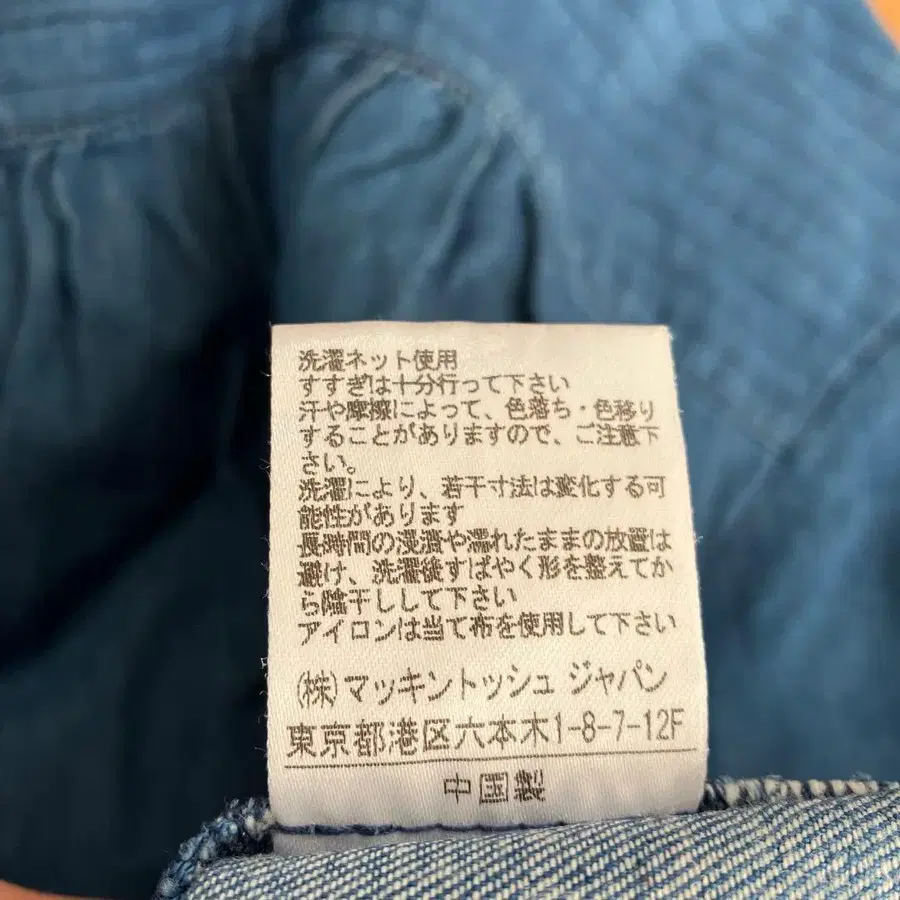 洗濯ネット使用
すすぎは十分行って下さい
汗や摩擦によって、色落ち・色移り
することがありますので、ご注意下
さい。
洗濯により、若干寸法は変化する可
能性があります
長時間の浸漬や濡れたままの放置は
避け、洗濯後すばやく形を整えてか
ら陰干しして下さい
アイロンは当て布を使用して下さい
(株)マッキントッシュ ジャパン
東京都港区六本木1-8-7-12F
中国製